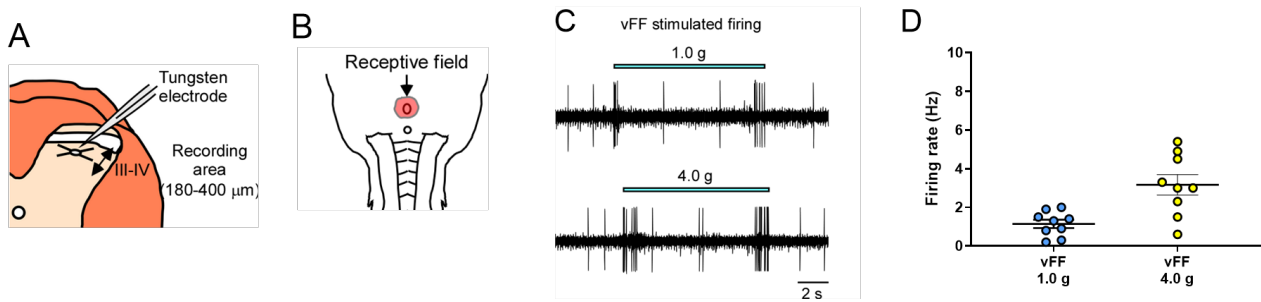 A
Tungsten
electrode
III-IV
Recording
area
(180-400 μm)
B
Receptive field
C
vFF stimulated firing
1.0 g
4.0 g
2 s
D
Firing rate (Hz)
10
8
6
4
2
0
vFF
1.0 g
vFF
4.0 g